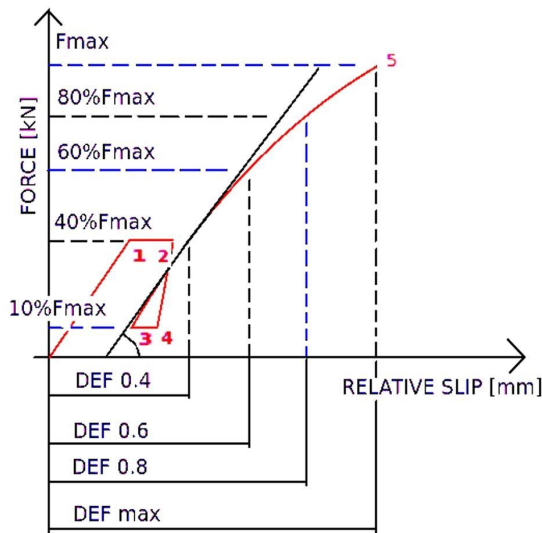 Fmax
5
80%Fmax
60%Fmax
FORCE [kN]
40%Fmax
1 2
10%Fmax
3 4
DEF 0.4
RELATIVE SLIP [mm]
DEF 0.6
DEF 0.8
DEF max